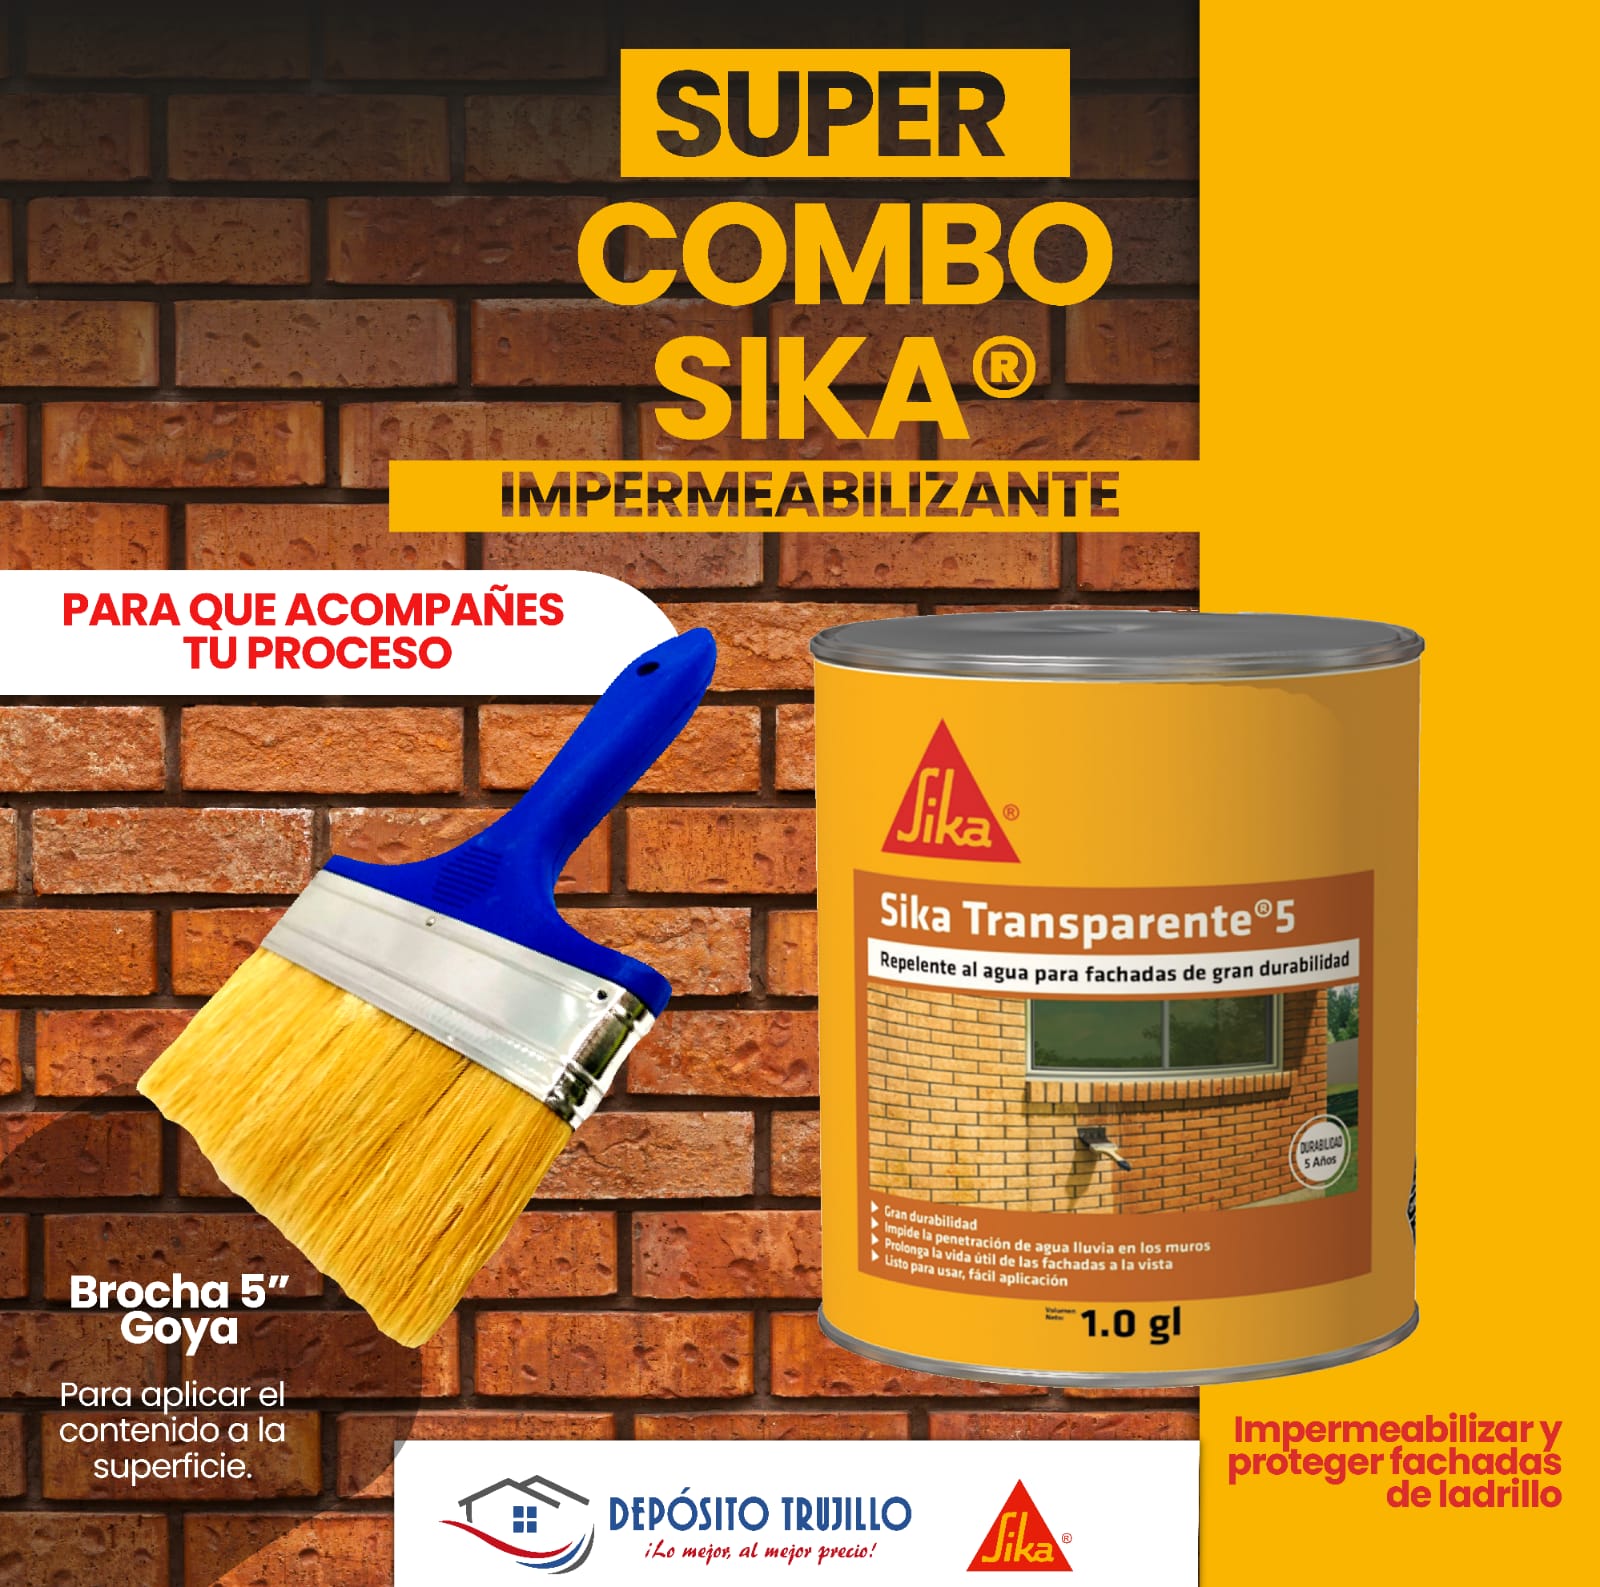 SUPER
COMBO
SIKA®
IMPERMEABILIZANTE
PARA QUE ACOMPAÑES
TU PROCESO
Sika®
Sika Transparente®5
Repelente al agua para fachadas de gran durabilidad
DURABILIDAD
5 Años
Gran durabilidad
Impide la penetración de agua lluvia en los muros
Prolonga la vida útil de las fachadas a la vista
Listo para usar, fácil aplicación
Volumen
Neto:
1.0 gl
Brocha 5”
Goya
Para aplicar el
contenido a la
superficie.
Impermeabilizar y
proteger fachadas
de ladrillo
DEPÓSITO TRUJILLO
¡Lo mejor, al mejor precio!
Sika®